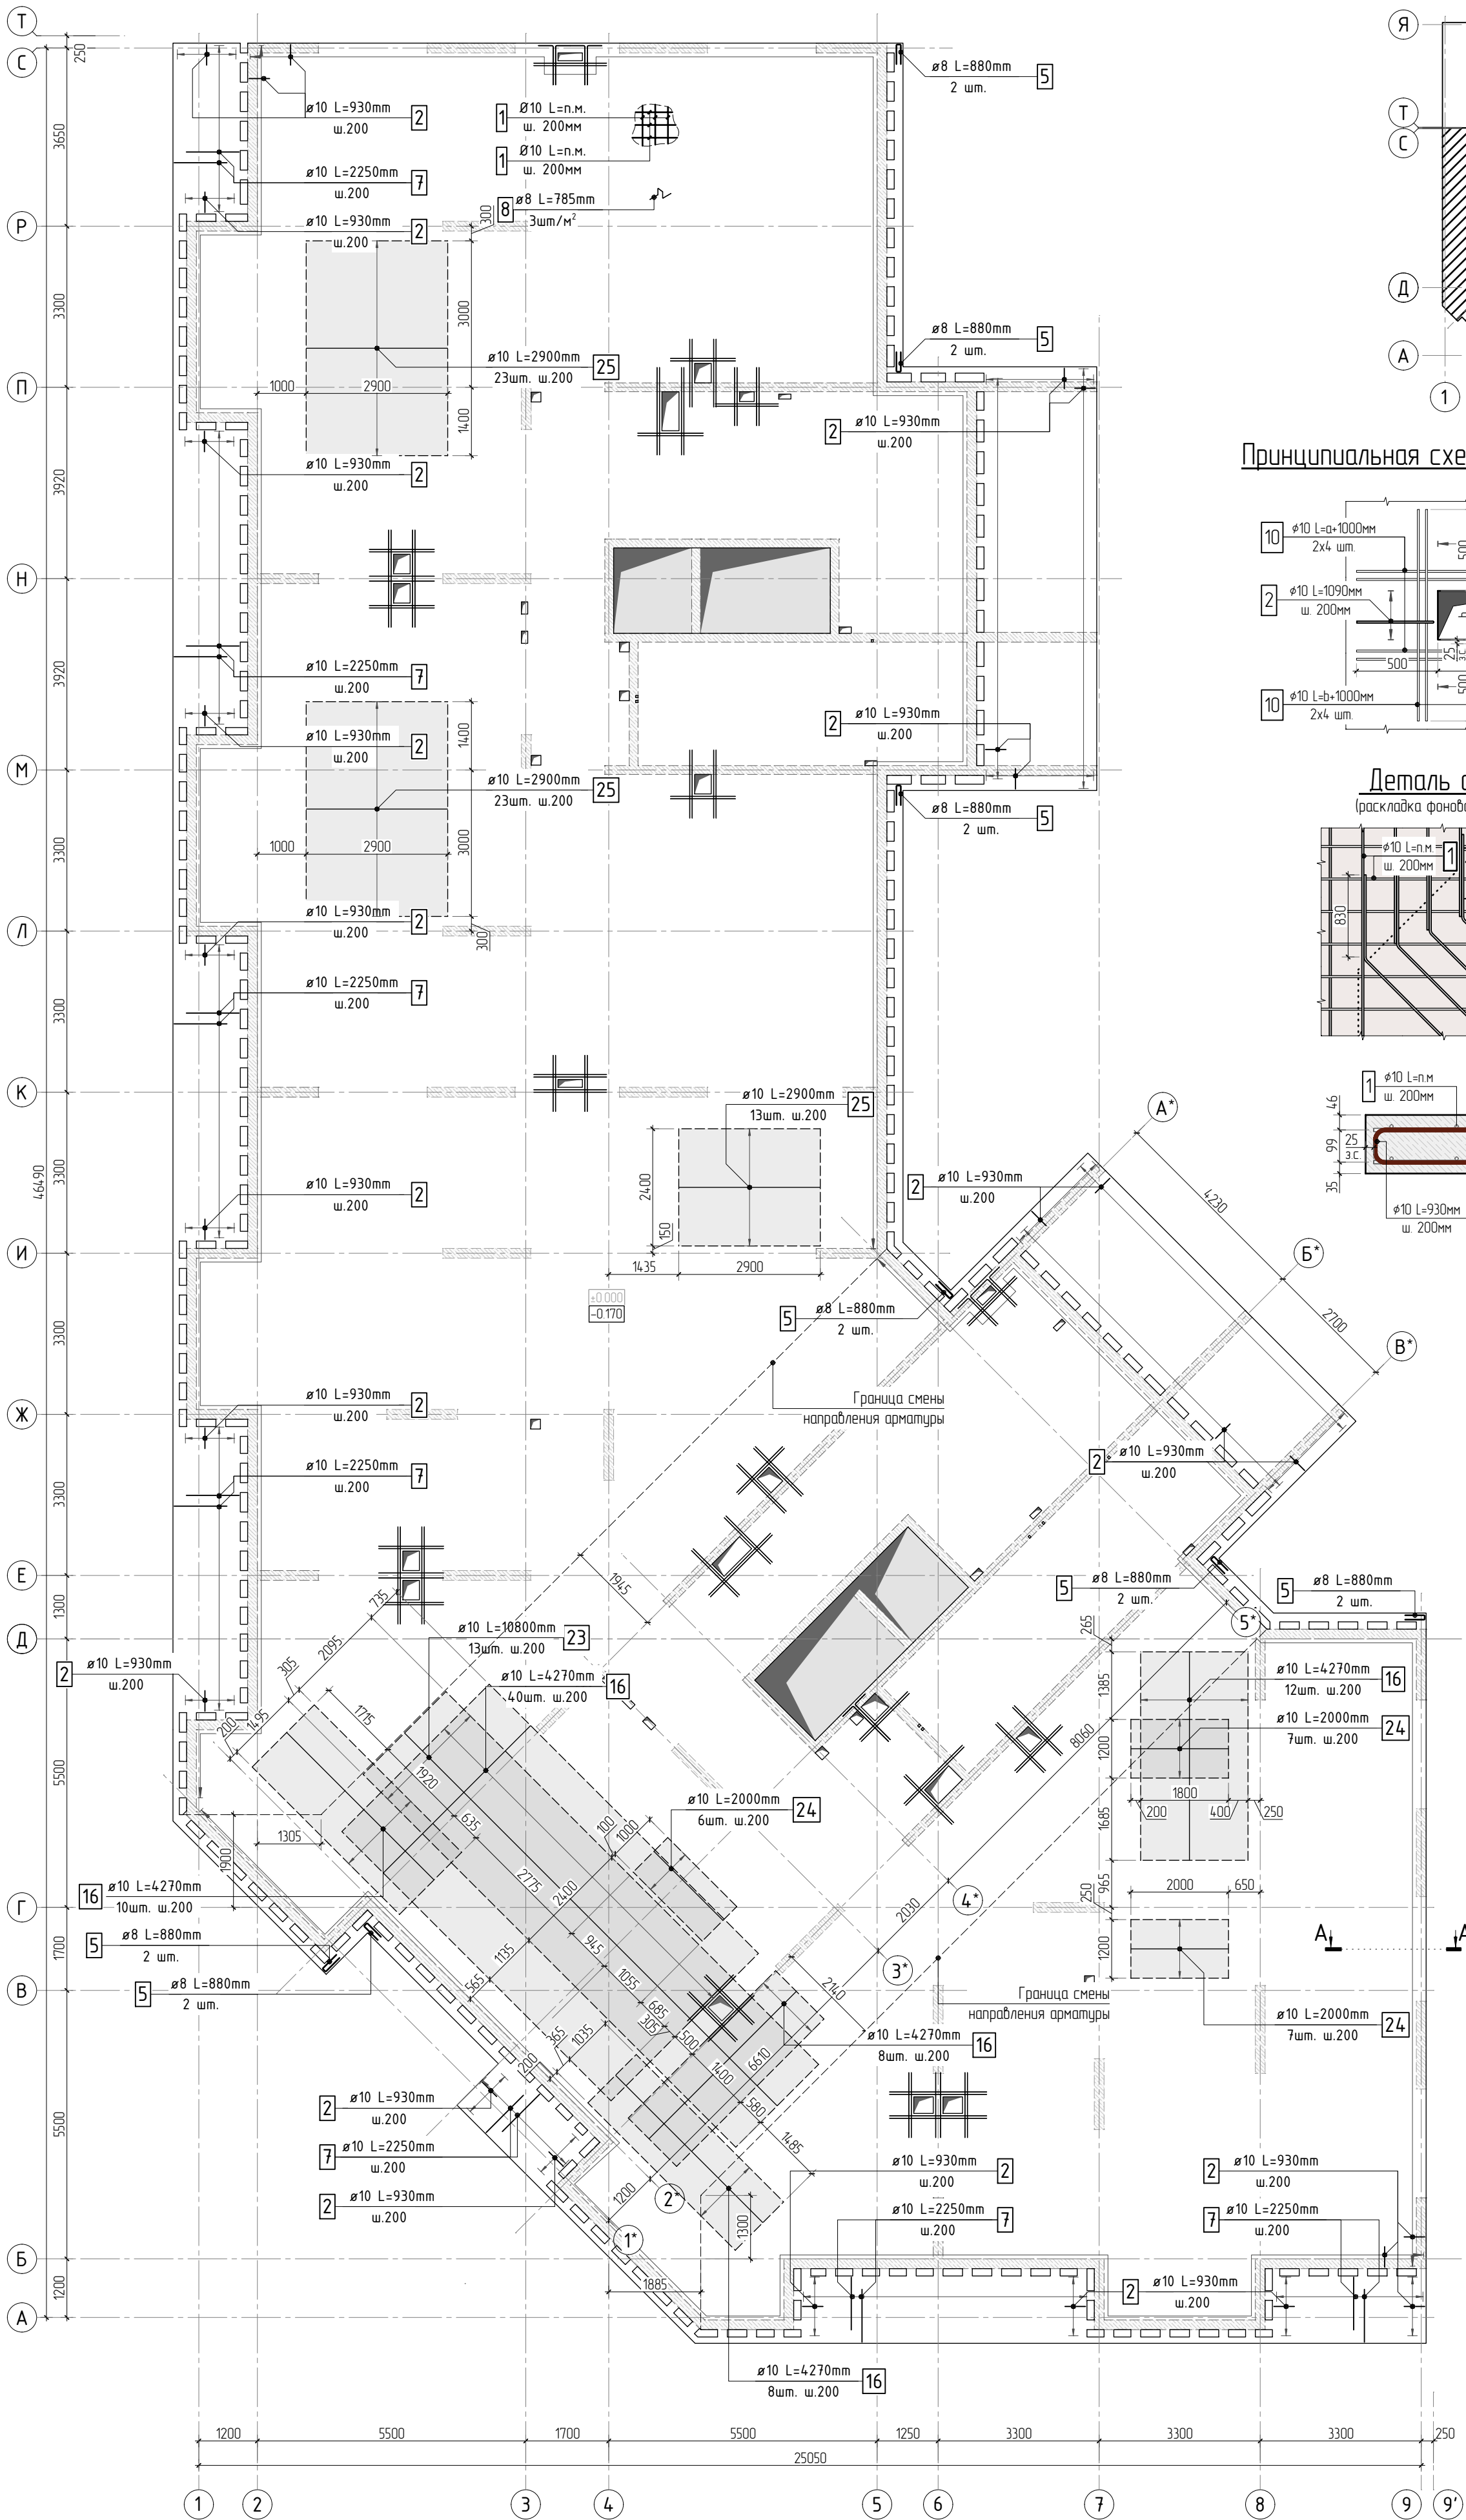 Т
С
250
3650
Р
3300
П
3920
Н
3920
М
3300
Л
3300
К
3300
46490
И
3300
Ж
3300
Е
1300
Д
5500
Г
1700
В
5500
Б
1200
А
ø10 L=930mm
ш.200
2
ø10 L=2250mm
ш.200
7
ø10 L=930mm
ш.200
2
1
Ø10 L=п.м.
ш. 200мм
1
Ø10 L=п.м.
ш. 200мм
8
ø8 L=785mm
3шт/м²
ø8 L=880mm
2 шт.
5
300
3000
1400
1000
2900
ø10 L=2900mm
23шт. ш.200
25
ø8 L=880mm
2 шт.
5
2
ø10 L=930mm
ш.200
ø10 L=930mm
ш.200
2
ø10 L=2250mm
ш.200
7
ø10 L=930mm
ш.200
2
1400
3000
300
1000
2900
ø10 L=2900mm
23шт. ш.200
25
2
ø10 L=930mm
ш.200
ø8 L=880mm
2 шт.
5
ø10 L=930mm
ш.200
2
ø10 L=2250mm
ш.200
7
ø10 L=2900mm
13шт. ш.200
25
2400
150
1435
2900
±0.000
-0.170
ø10 L=930mm
ш.200
2
2
ø10 L=930mm
ш.200
А*
4230
Б*
2700
В*
5
ø8 L=880mm
2 шт.
Граница смены
направления арматуры
ø10 L=930mm
ш.200
2
ø10 L=2250mm
ш.200
7
2
ø10 L=930mm
ш.200
5
ø8 L=880mm
2 шт.
5
ø8 L=880mm
2 шт.
5*
1945
735
2095
305
1495
200
1775
ø10 L=10800mm
13шт. ш.200
23
ø10 L=4270mm
40шт. ш.200
16
2
ø10 L=930mm
ш.200
265
1385
1200
1685
965
250
1200
200
1800
400
250
2000
650
ø10 L=4270mm
12шт. ш.200
16
ø10 L=2000mm
7шт. ш.200
24
8060
1920
635
2775
2400
100
1000
ø10 L=2000mm
6шт. ш.200
24
1305
1900
16
ø10 L=4270mm
10шт. ш.200
5
ø8 L=880mm
2 шт.
5
ø8 L=880mm
2 шт.
4*
2030
3*
2140
1135
565
945
1055
685
305
500
1400
580
1485
6610
365
1035
200
ø10 L=4270mm
8шт. ш.200
16
Граница смены
направления арматуры
ø10 L=2000mm
7шт. ш.200
24
А
2
ø10 L=930mm
ш.200
7
ø10 L=2250mm
ш.200
2
ø10 L=930mm
ш.200
1200
2*
1*
1300
1885
ø10 L=930mm
ш.200
2
ø10 L=2250mm
ш.200
7
2
ø10 L=930mm
ш.200
7
ø10 L=2250mm
ш.200
2
ø10 L=930mm
ш.200
ø10 L=4270mm
8шт. ш.200
16
1200
5500
1700
5500
1250
3300
3300
3300
250
25050
1
2
3
4
5
6
7
8
9
9'
Я
Т
С
Д
А
1
Принципиальная
10
ø10 L=a+1000мм
2х4 шт.
2
ø10 L=1090мм
ш. 200мм
10
ø10 L=b+1000мм
2х4 шт.
500
500
25
з.с.
500
Деталь
(раскладка
ø10 L=п.м.
ш. 200мм
1
830
1
ø10 L=п.м
ш. 200мм
46
99
35
25
з.с.
ø10 L=930мм
ш. 200мм